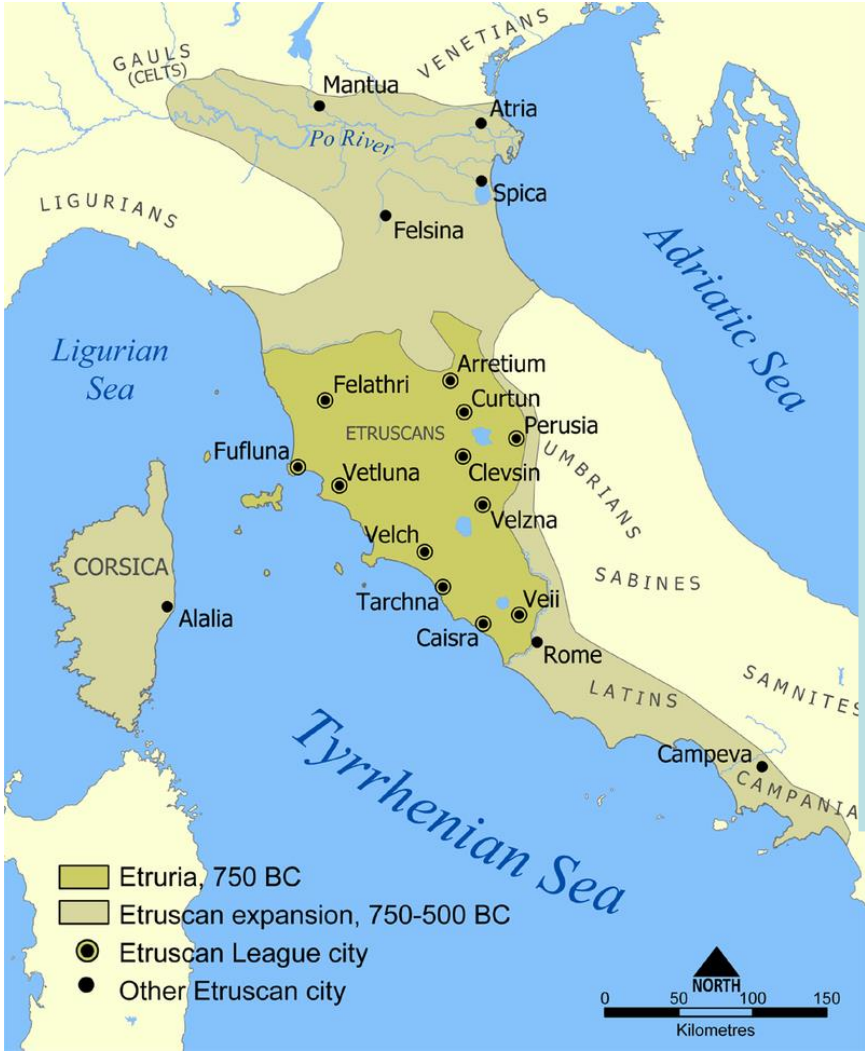 GAULS
(CELTS)
VENETIANS
Mantua
Atria
Po River
Spica
LIGURIANS
Felsina
Adriatic Sea
Ligurian
Sea
Arretium
Felathri
Curtun
ETRUSCANS
Perusia
Fufluna
Clevsin
UMBRIANS
Vetluna
Velzna
Velch
CORSICA
SABINES
Tarchna
Veii
Alalia
Caisra
Rome
LATINS
SAMNITES
Tyrrhenian Sea
Campeva
CAMPANIA
Etruria, 750 BC
Etruscan expansion, 750-500 BC
Etruscan League city
Other Etruscan city
NORTH
0 50 100 150
Kilometres